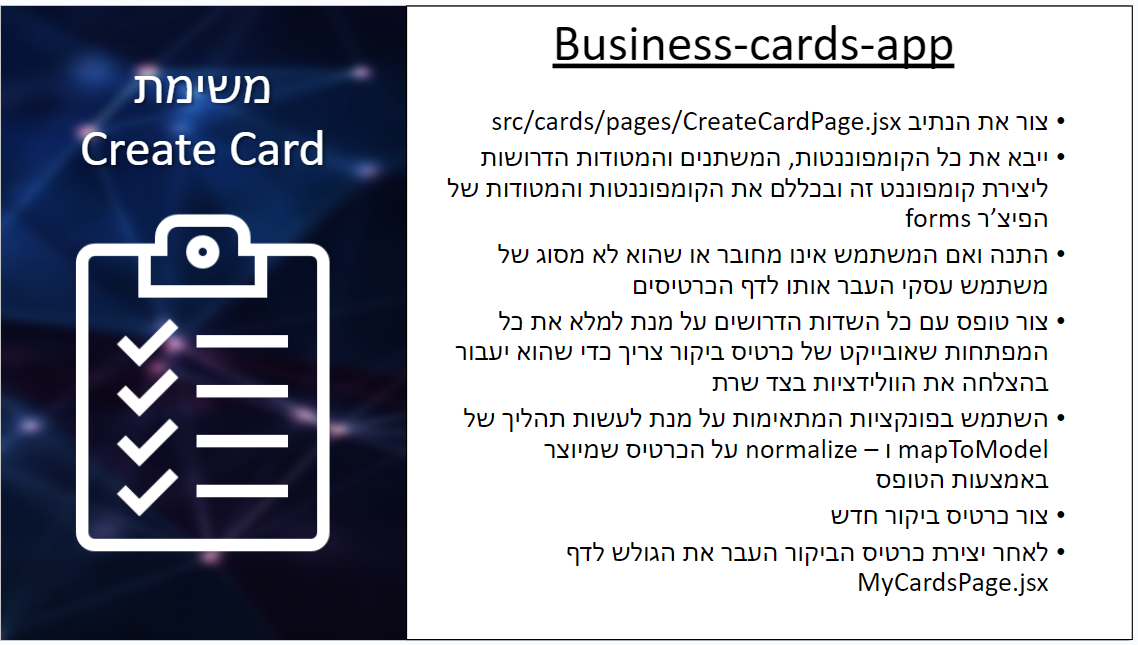 משימת
Create Card
Business-cards-app
• צור את הנתיב src/cards/pages/CreateCardPage.jsx
• ייבא את כל הקומפוננטות, המשתנים והמטודות הדרושות
ליצירת קומפוננט זה ובכללם את הקומפוננטות והמטודות של
הפיצ'ר forms
• התנה ואם המשתמש אינו מחובר או שהוא לא מסוג של
משתמש עסקי העבר אותו לדף הכרטיסים
• צור טופס עם כל השדות הדרושים על מנת למלא את כל
המפתחות שאובייקט של כרטיס ביקור צריך כדי שהוא יעבור
בהצלחה את הוולידציות בצד שרת
• השתמש בפונקציות המתאימות על מנת לעשות תהליך של
mapToModel ו – normalize על הכרטיס שמיוצר
באמצעות הטופס
• צור כרטיס ביקור חדש
• לאחר יצירת כרטיס הביקור העבר את הגולש לדף
MyCardsPage.jsx